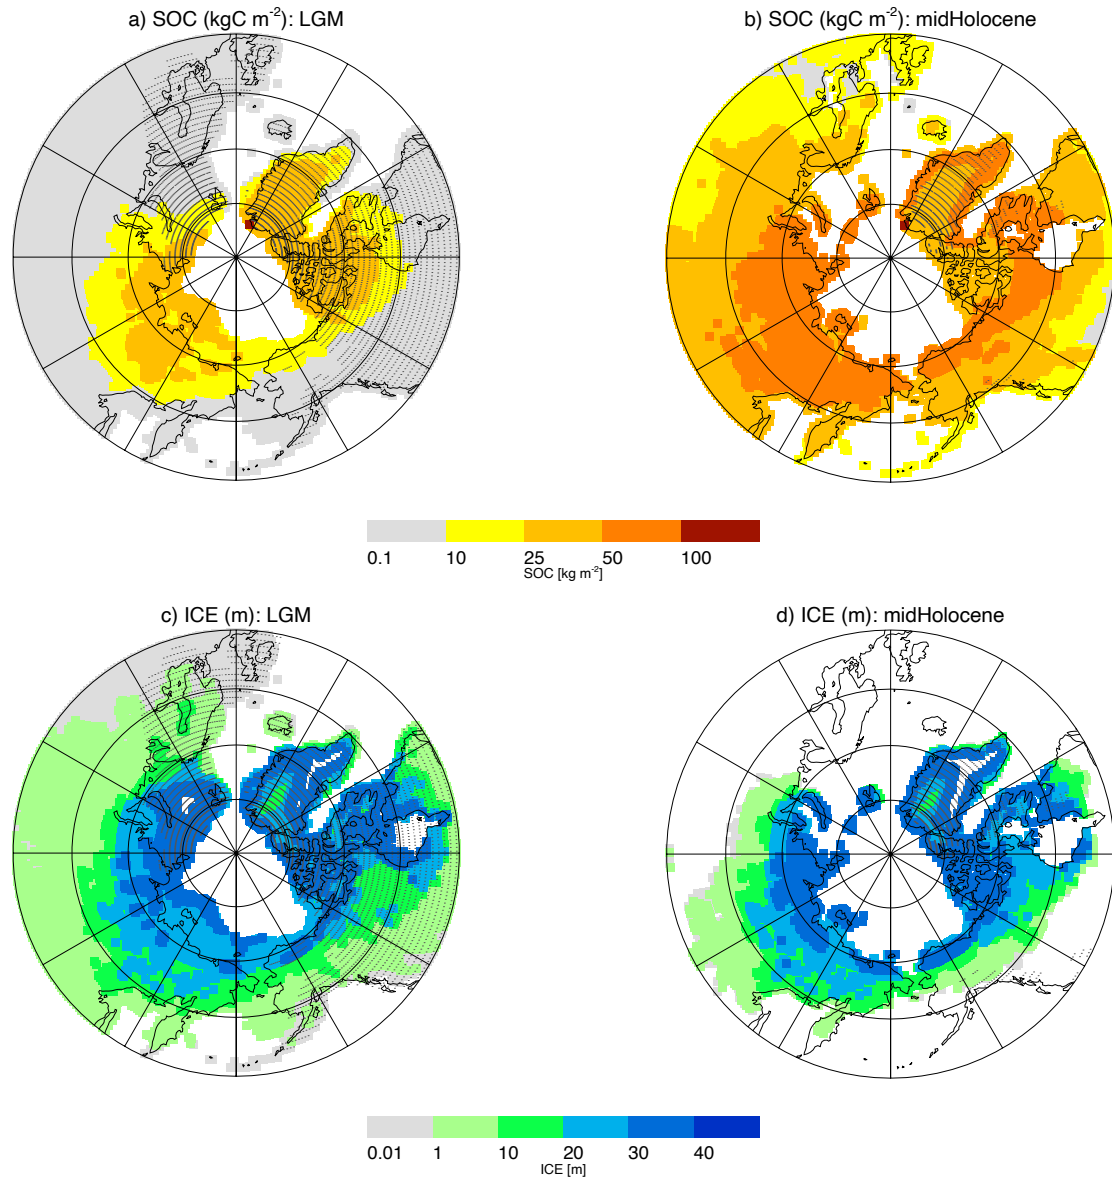 a) SOC (kgC m⁻²): LGM
b) SOC (kgC m⁻²): midHolocene
0.1 10 25 50 100
SOC [kg m⁻²]
c) ICE (m): LGM
d) ICE (m): midHolocene
0.01 1 10 20 30 40
ICE [m]